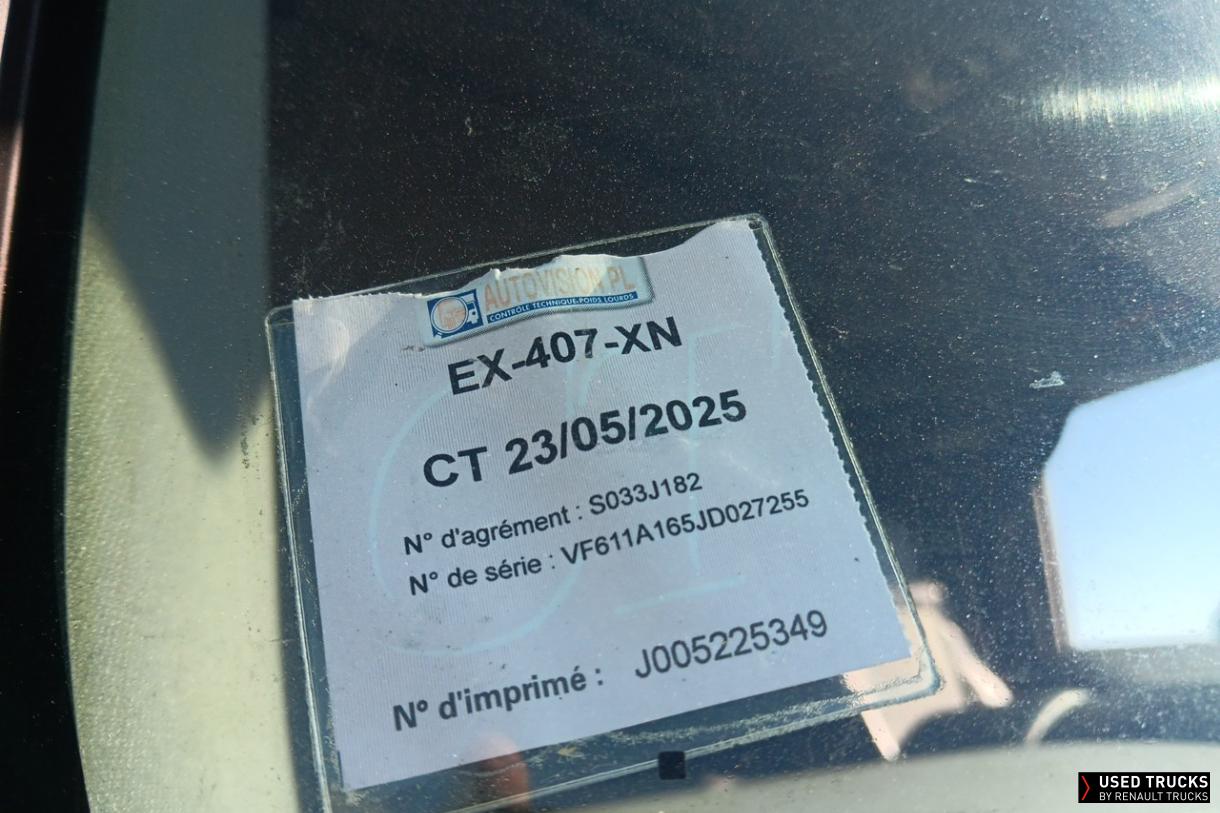 AUTOVISION PL
CONTRÔLE TECHNIQUE POIDS LOURDS
EX-407-XN
CT 23/05/2025
N° d'agrément : S033J182
N° de série : VF611A165JD027255
N° d'imprimé : J005225349
USED TRUCKS
BY RENAULT TRUCKS